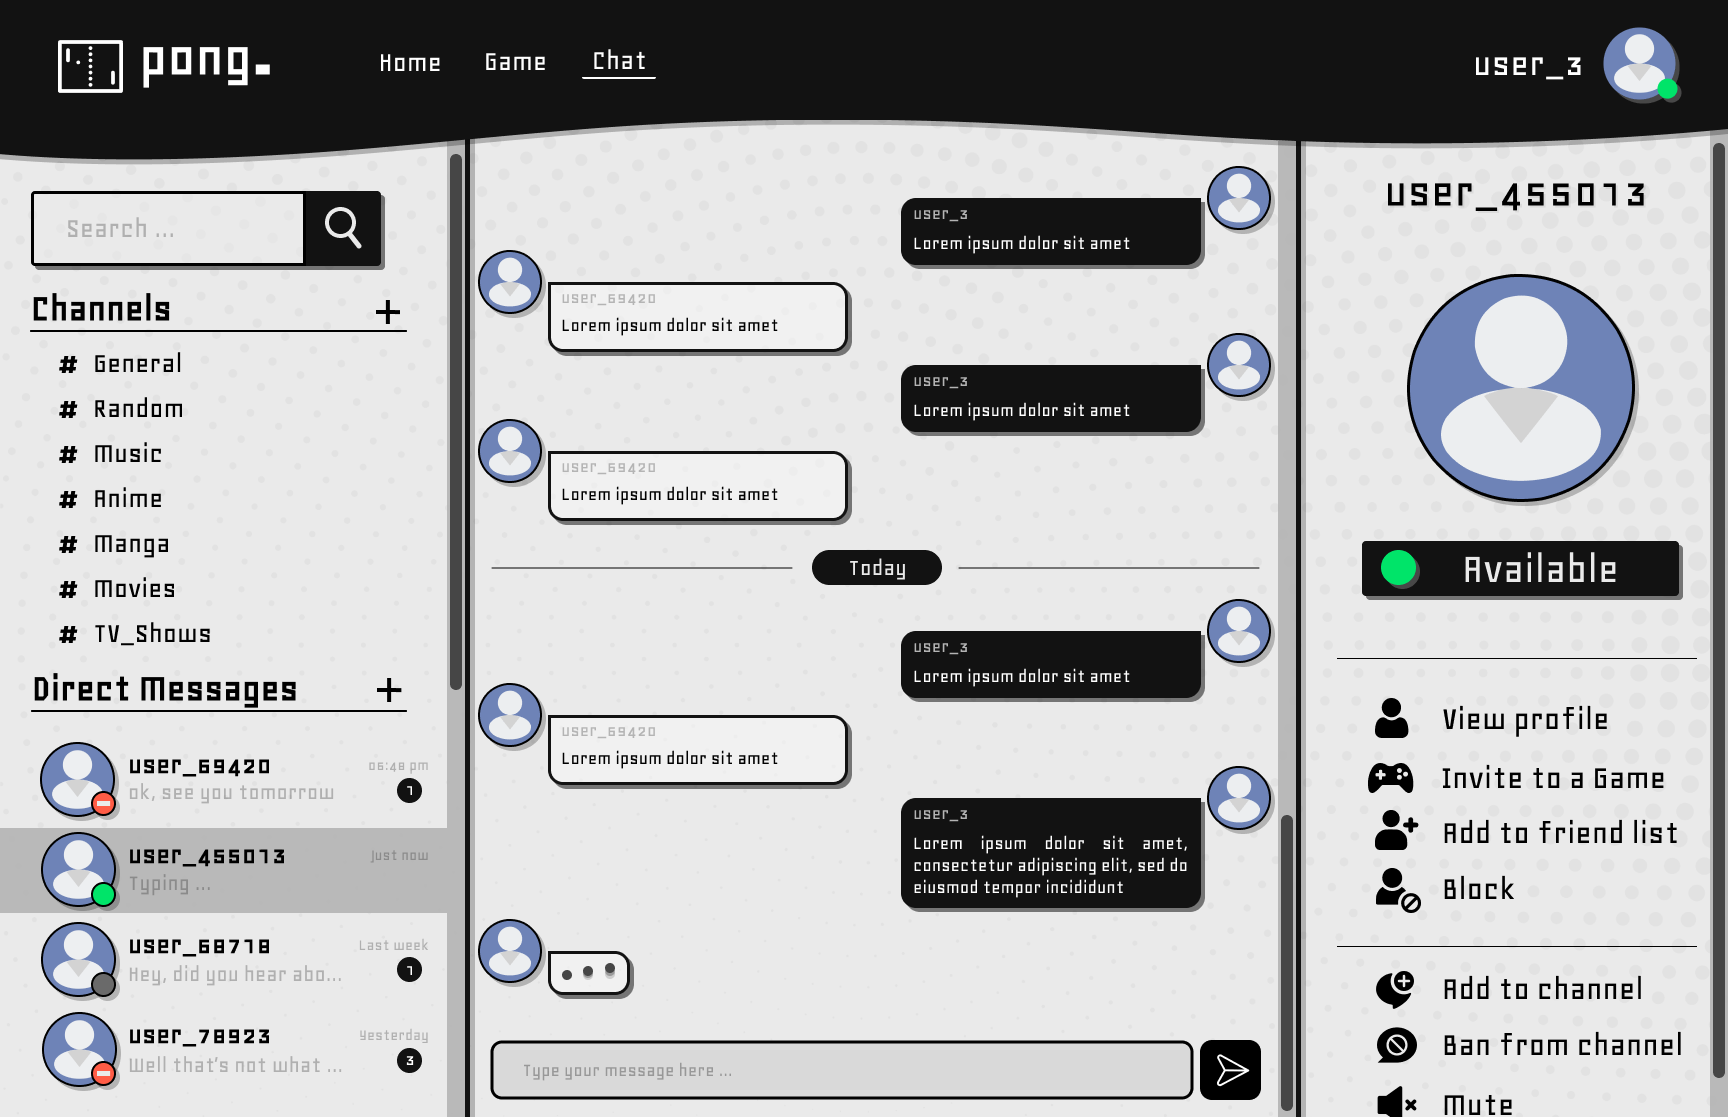 pong.
Home
Game
Chat
user_3
Search ...
Channels +
# General
# Random
# Music
# Anime
# Manga
# Movies
# TV_Shows
Direct Messages +
user_69420
06:48 pm
ok, see you tomorrow
1
user_455013
just now
Typing ...
user_68718
Last week
Hey, did you hear abo...
1
user_78923
Yesterday
Well that's not what ...
3
user_3
Lorem ipsum dolor sit amet
user_69420
Lorem ipsum dolor sit amet
user_3
Lorem ipsum dolor sit amet
user_69420
Lorem ipsum dolor sit amet
Today
user_3
Lorem ipsum dolor sit amet
user_69420
Lorem ipsum dolor sit amet
user_3
Lorem ipsum dolor sit amet,
consectetur adipiscing elit, sed do
eiusmod tempor incididunt
Type your message here ...
user_455013
Available
View profile
Invite to a Game
Add to friend list
Block
Add to channel
Ban from channel
Mute